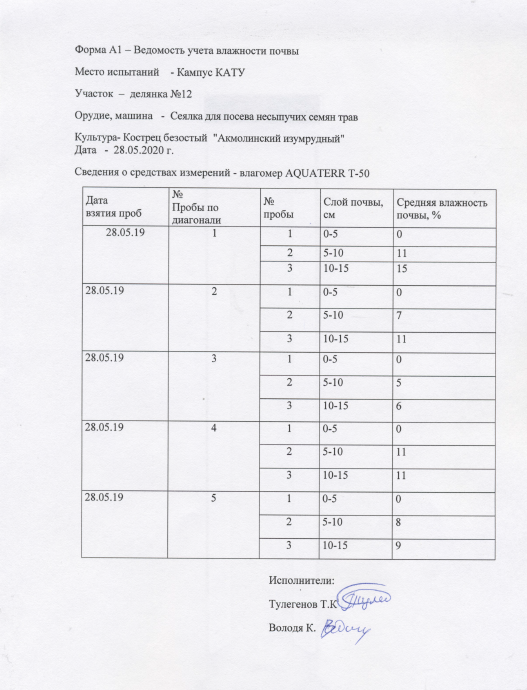 Форма А1 – Ведомость учета влажности почвы
Место испытаний - Кампус КАТУ
Участок – делянка №12
Орудие, машина - Сеялка для посева несыпучих семян трав
Культура- Кострец безостый "Акмолинский изумрудный"
Дата - 28.05.2020 г.
Сведения о средствах измерений - влагомер AQUATERR T-50
Дата взятия проб | № Пробы по диагонали | № пробы | Слой почвы, см | Средняя влажность почвы, %
28.05.19 1 1 0-5 0
2 5-10 11
3 10-15 15
28.05.19 2 1 0-5 0
2 5-10 7
3 10-15 11
28.05.19 3 1 0-5 0
2 5-10 5
3 10-15 6
28.05.19 4 1 0-5 0
2 5-10 11
3 10-15 11
28.05.19 5 1 0-5 0
2 5-10 8
3 10-15 9
Исполнители:
Тулегенов Т.К
Володя К.